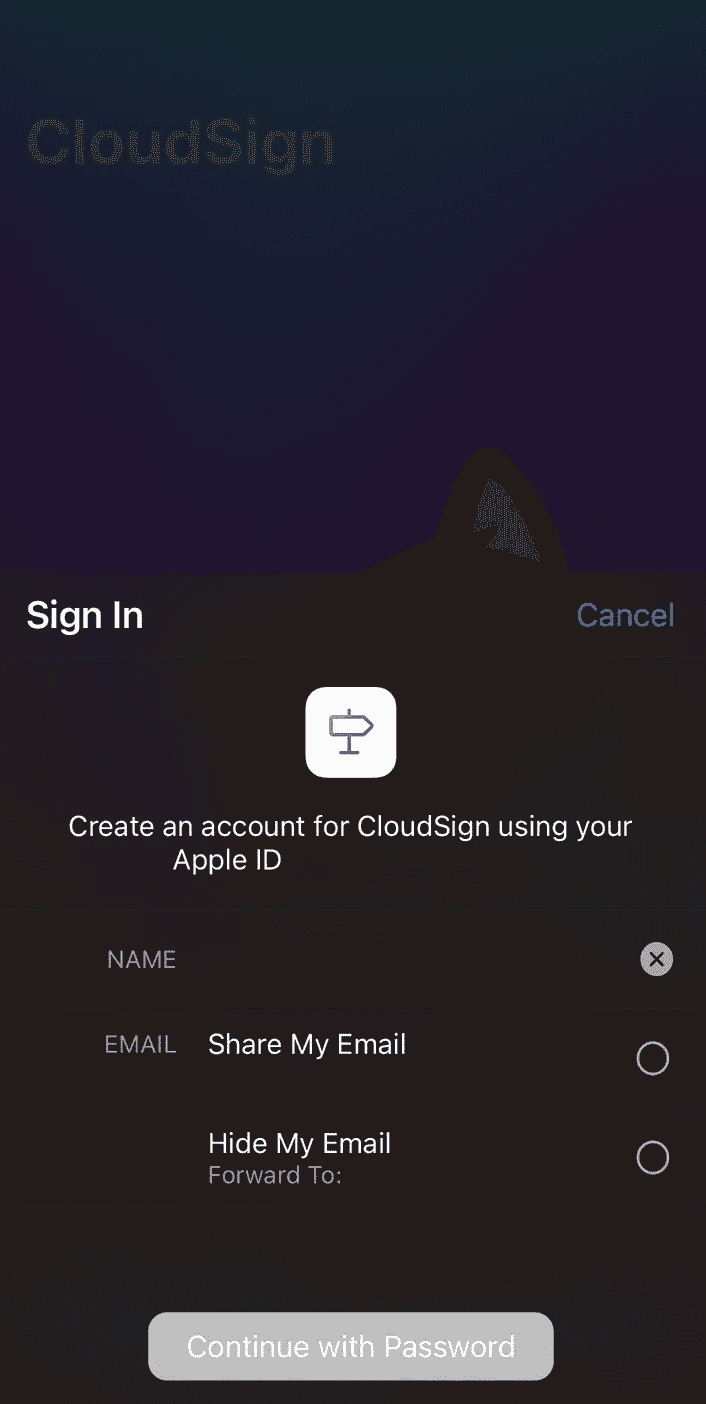 CloudSign
Sign In
Cancel
Create an account for CloudSign using your
Apple ID
NAME
EMAIL
Share My Email
Hide My Email
Forward To:
Continue with Password